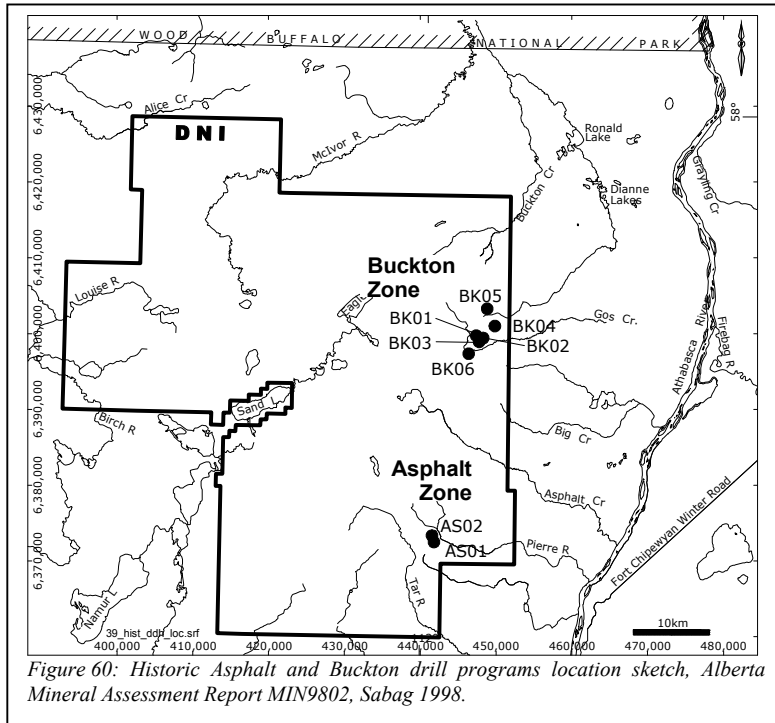 WOOD BUFFALO NATIONAL PARK
Alice Cr
DNI
McIvor R
58°
Ronald
Lake
Buckton Cr
Dianne
Lakes
Grayling Cr
6,430,000
6,420,000
6,410,000
6,400,000
6,390,000
6,380,000
6,370,000
Louise R
Buckton
Zone
Eagle
BK05
BK01
BK04
BK03
BK02
BK06
Gos Cr.
Athabasca River
Firebag R
Sand L
Birch R
Big Cr
Asphalt
Zone
Asphalt Cr
AS02
AS01
Pierre R
Fort Chipewyan Winter Road
Tar R
Namur L
10km
39_hist_ddh_loc.srf
400,000 410,000 420,000 430,000 440,000 450,000 460,000 470,000 480,000
Figure 60: Historic Asphalt and Buckton drill programs location sketch, Alberta
Mineral Assessment Report MIN9802, Sabag 1998.